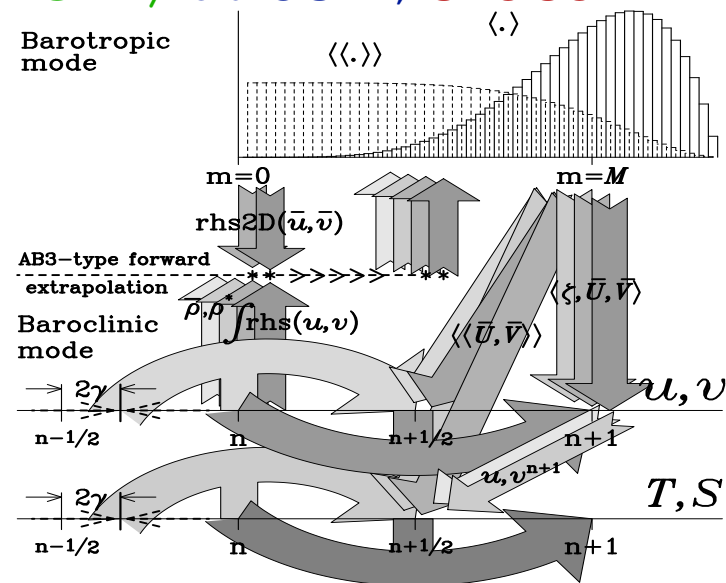 ⟨.⟩
Barotropic
mode
⟨⟨.⟩⟩
m=0
m=M
rhs2D(ū,v̄)
AB3-type forward
extrapolation
ρ̄,ρ*
∫rhs(u,v)
⟨ζ,Ū,V̄⟩
⟨⟨Ū,V̄⟩⟩
Baroclinic
mode
2γ
u,v
n-1/2
n
n+1/2
n+1
u,vⁿ⁺¹
2γ
T,S
n-1/2
n
n+1/2
n+1